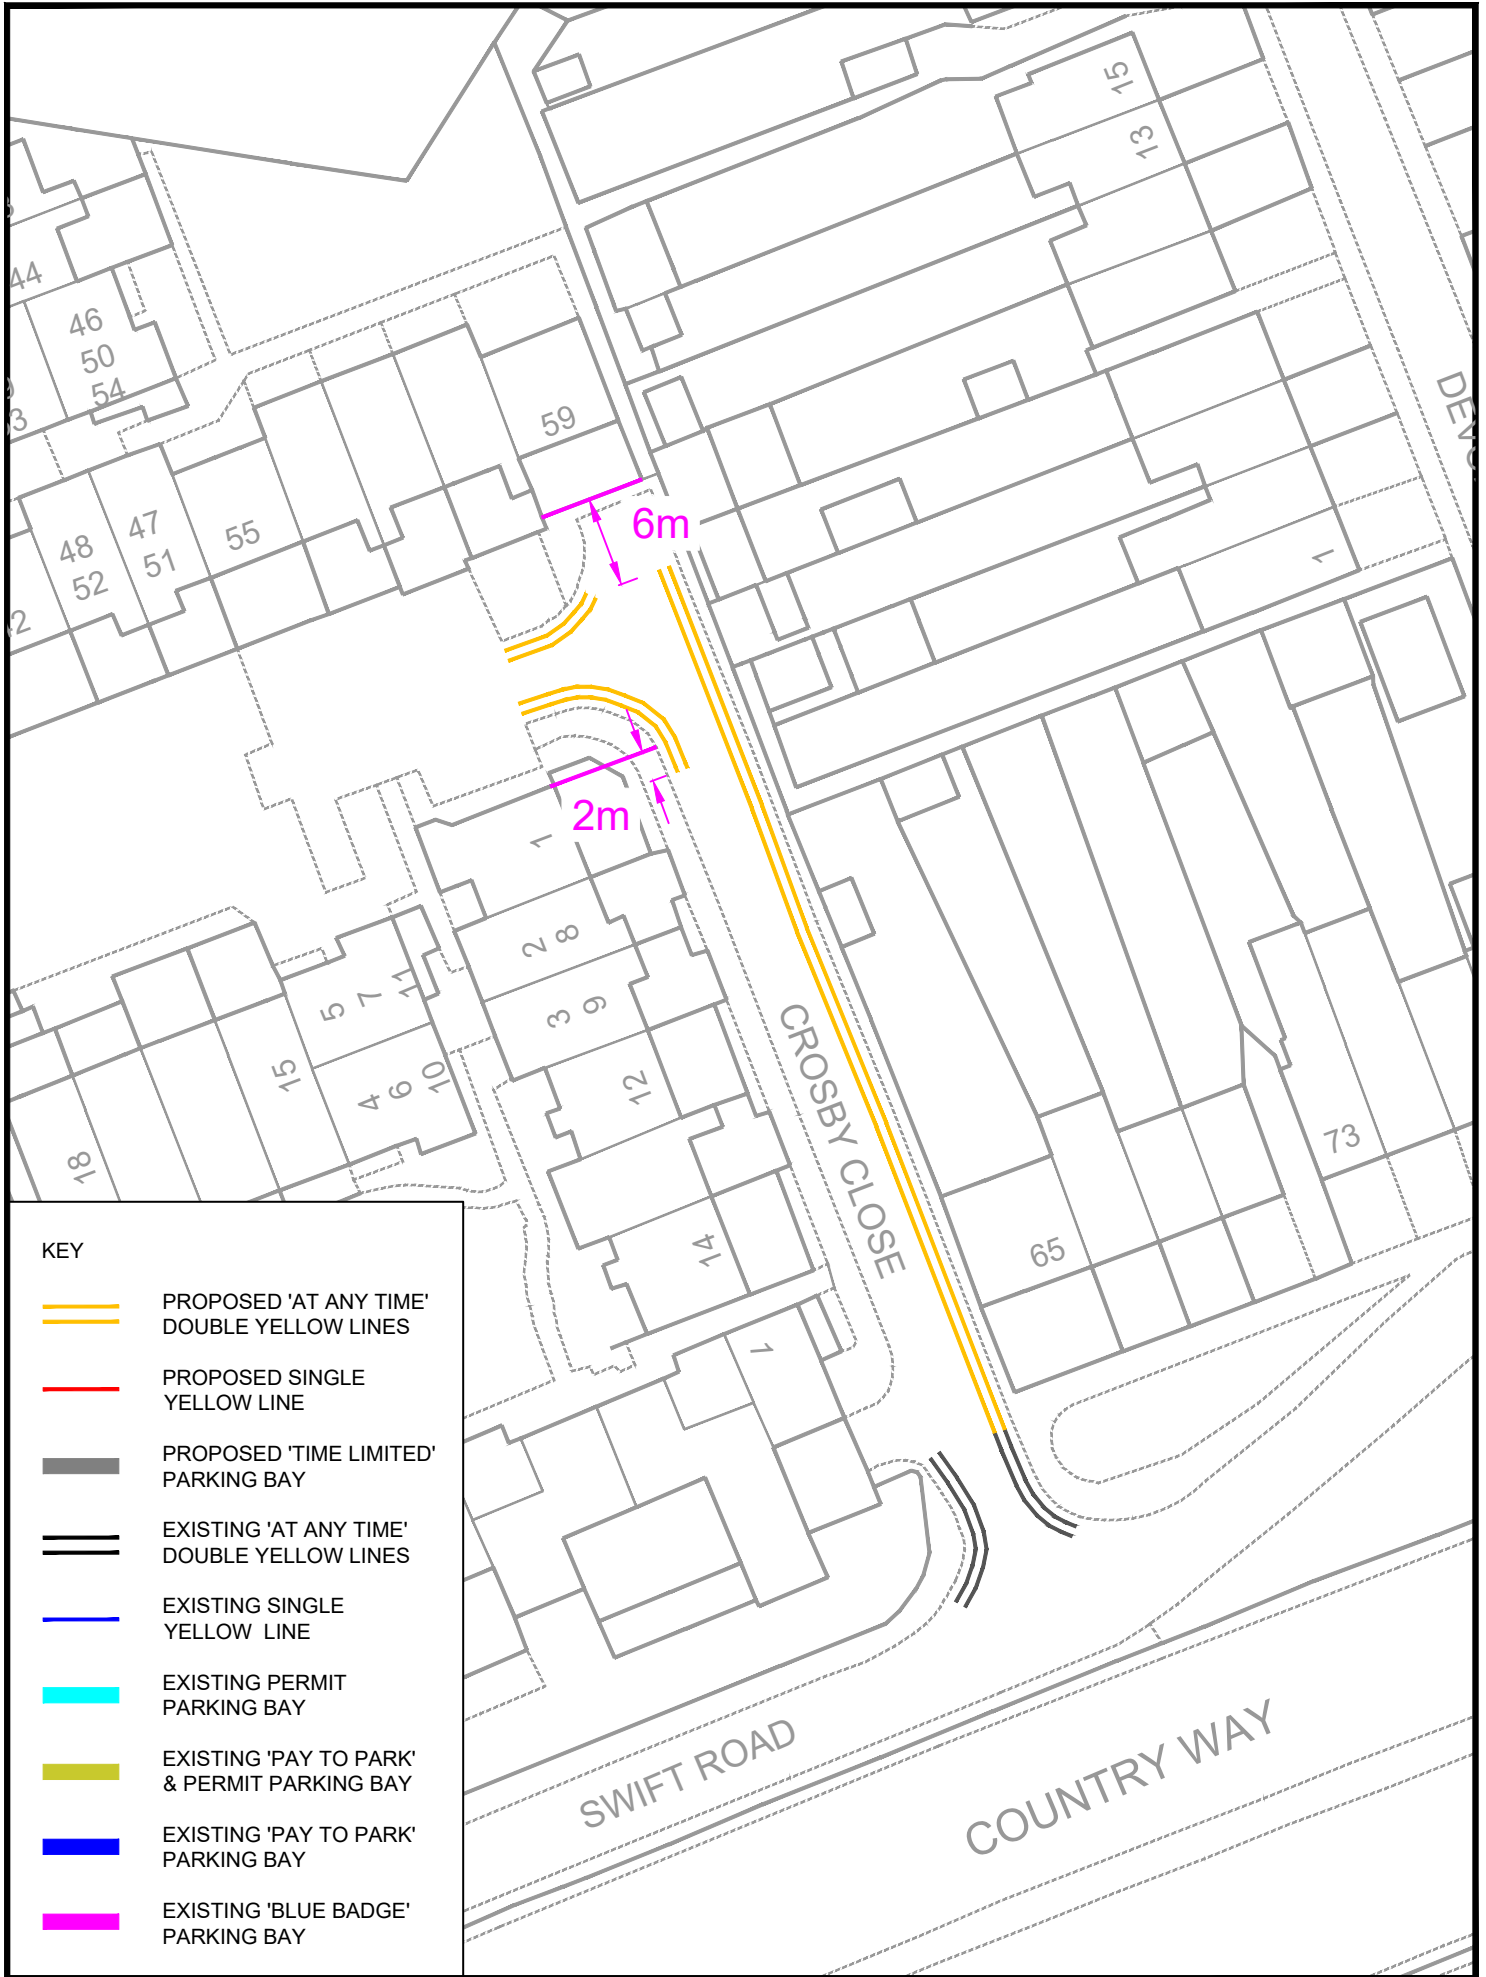 15
13
44
46
50
54
59
DEVO
6m
47
51
48
52
55
1
2m
1
2
8
3
9
5
7
11
4
6
10
12
15
18
14
CROSBY CLOSE
73
65
7
KEY
PROPOSED 'AT ANY TIME'
DOUBLE YELLOW LINES
PROPOSED SINGLE
YELLOW LINE
PROPOSED 'TIME LIMITED'
PARKING BAY
EXISTING 'AT ANY TIME'
DOUBLE YELLOW LINES
EXISTING SINGLE
YELLOW LINE
EXISTING PERMIT
PARKING BAY
EXISTING 'PAY TO PARK'
& PERMIT PARKING BAY
EXISTING 'PAY TO PARK'
PARKING BAY
EXISTING 'BLUE BADGE'
PARKING BAY
SWIFT ROAD
COUNTRY WAY